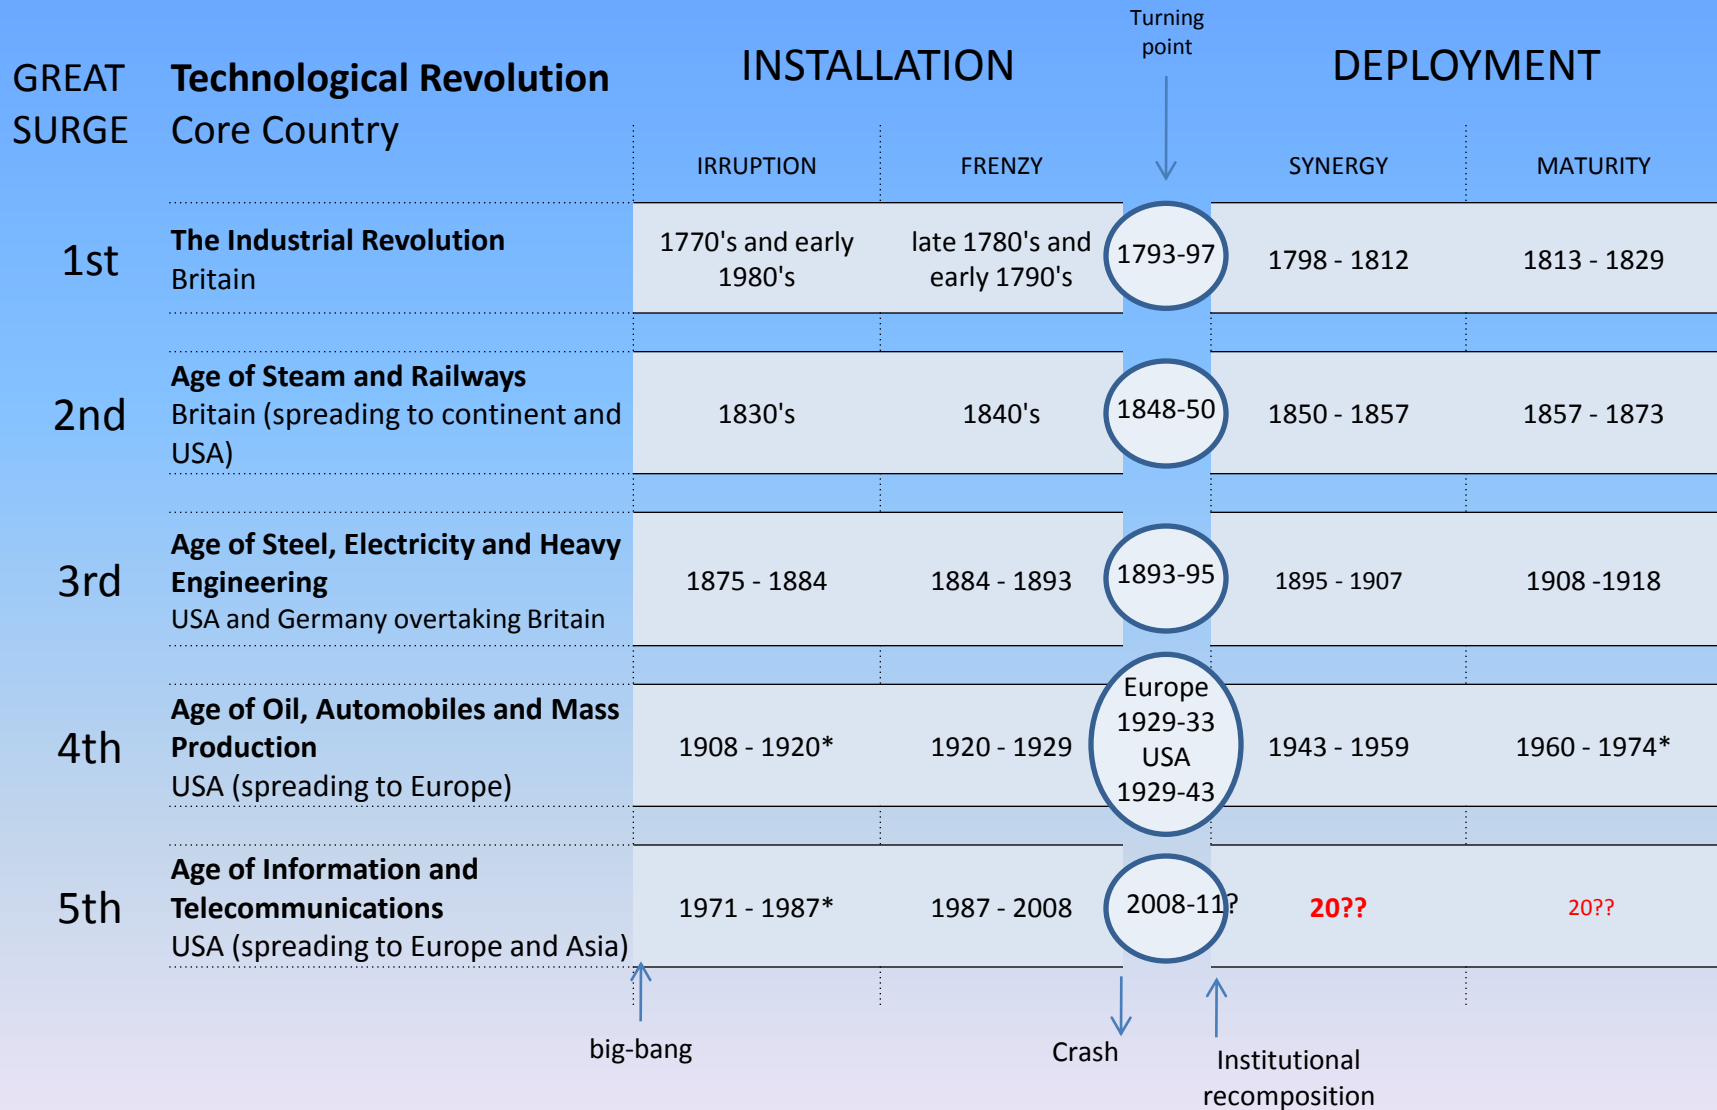 Turning
point
INSTALLATION
DEPLOYMENT
GREAT
SURGE
Technological Revolution
Core Country
IRRUPTION
FRENZY
SYNERGY
MATURITY
1st
The Industrial Revolution
Britain
1770's and early
1980's
late 1780's and
early 1790's
1793-97
1798 - 1812
1813 - 1829
2nd
Age of Steam and Railways
Britain (spreading to continent and
USA)
1830's
1840's
1848-50
1850 - 1857
1857 - 1873
3rd
Age of Steel, Electricity and Heavy
Engineering
USA and Germany overtaking Britain
1875 - 1884
1884 - 1893
1893-95
1895 - 1907
1908 -1918
4th
Age of Oil, Automobiles and Mass
Production
USA (spreading to Europe)
1908 - 1920*
1920 - 1929
Europe
1929-33
USA
1929-43
1943 - 1959
1960 - 1974*
5th
Age of Information and
Telecommunications
USA (spreading to Europe and Asia)
1971 - 1987*
1987 - 2008
2008-11?
20??
20??
big-bang
Crash
Institutional
recomposition